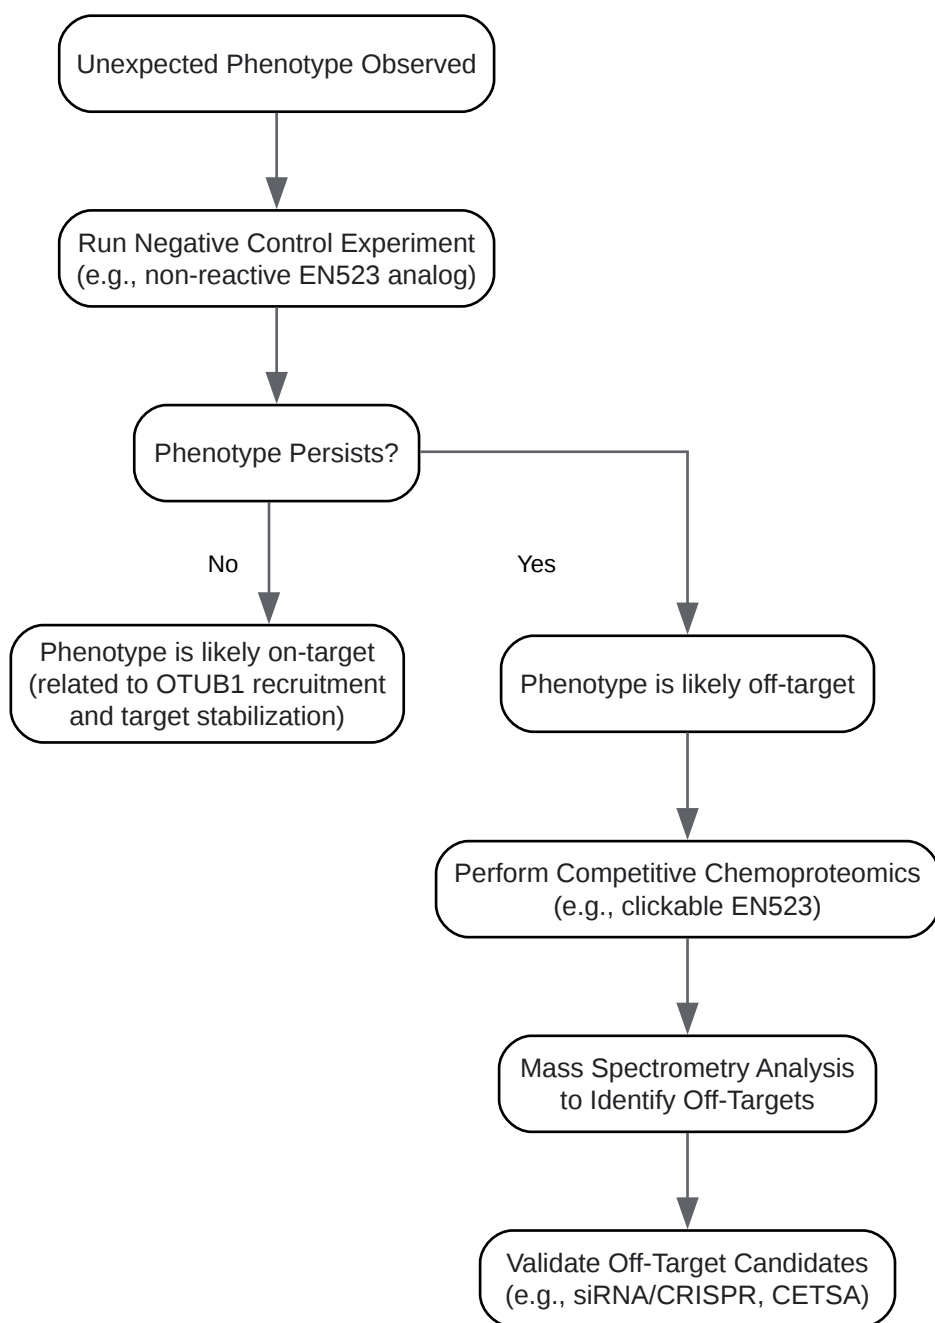 Unexpected Phenotype Observed
Run Negative Control Experiment
(e.g., non-reactive EN523 analog)
Phenotype Persists?
No
Yes
Phenotype is likely on-target
(related to OTUB1 recruitment
and target stabilization)
Phenotype is likely off-target
Perform Competitive Chemoproteomics
(e.g., clickable EN523)
Mass Spectrometry Analysis
to Identify Off-Targets
Validate Off-Target Candidates
(e.g., siRNA/CRISPR, CETSA)